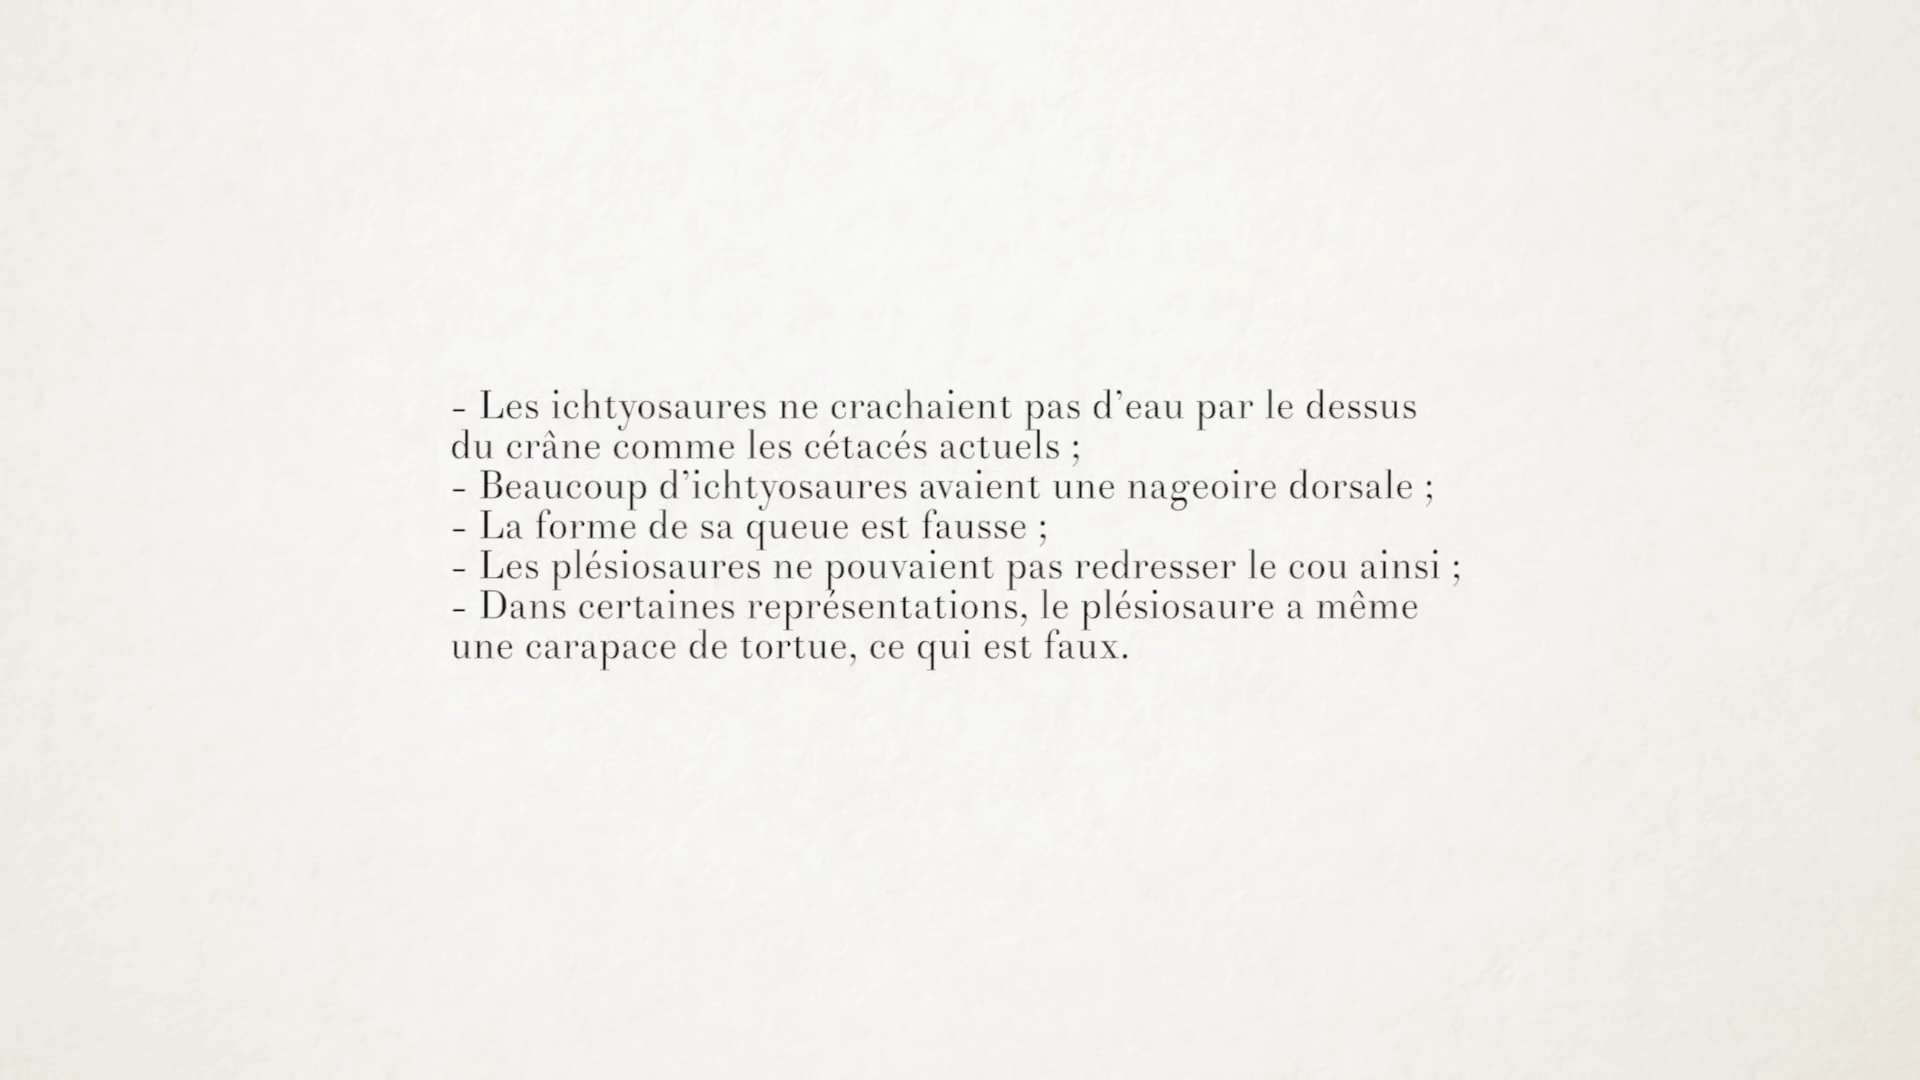 - Les ichtyosaures ne crachaient pas d’eau par le dessus
du crâne comme les cétacés actuels ;
- Beaucoup d’ichtyosaures avaient une nageoire dorsale ;
- La forme de sa queue est fausse ;
- Les plésiosaures ne pouvaient pas redresser le cou ainsi ;
- Dans certaines représentations, le plésiosaure a même
une carapace de tortue, ce qui est faux.